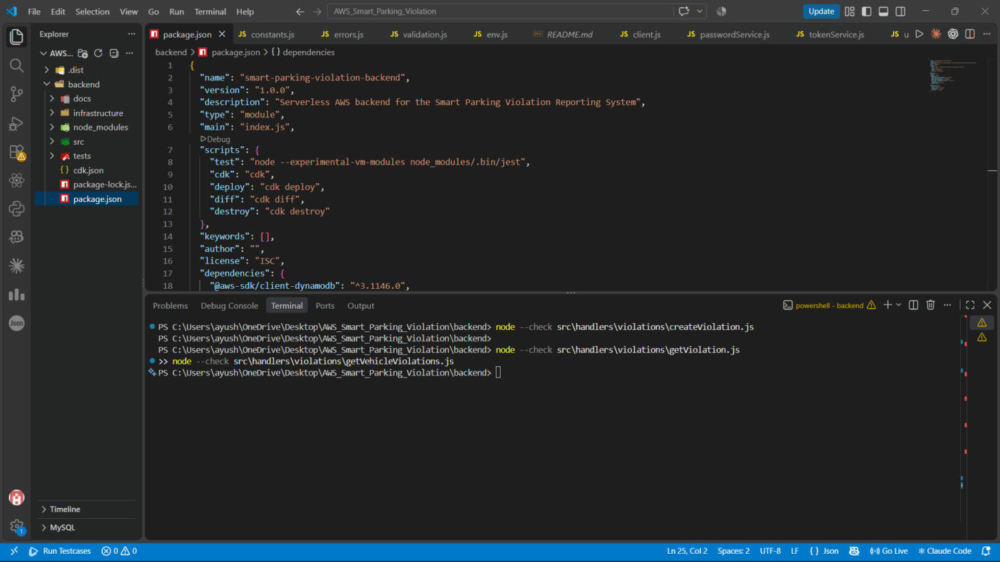 File Edit Selection View Go Run Terminal Help
AWS_Smart_Parking_Violation
Update
Explorer
AWS...
.dist
backend
docs
infrastructure
node_modules
src
tests
cdk.json
package-lock.js...
package.json
Timeline
MySQL
package.json
constants.js
errors.js
validation.js
env.js
README.md
client.js
passwordService.js
tokenService.js
u
backend > package.json > { } dependencies
1 {
2 "name": "smart-parking-violation-backend",
3 "version": "1.0.0",
4 "description": "Serverless AWS backend for the Smart Parking Violation Reporting System",
5 "type": "module",
6 "main": "index.js",
Debug
7 "scripts": {
8 "test": "node --experimental-vm-modules node_modules/.bin/jest",
9 "cdk": "cdk",
10 "deploy": "cdk deploy",
11 "diff": "cdk diff",
12 "destroy": "cdk destroy"
13 },
14 "keywords": [],
15 "author": "",
16 "license": "ISC",
17 "dependencies": {
18 "@aws-sdk/client-dynamodb": "^3.1146.0",
Problems Debug Console Terminal Ports Output
powershell - backend
PS C:\Users\ayush\OneDrive\Desktop\AWS_Smart_Parking_Violation\backend> node --check src\handlers\violations\createViolation.js
PS C:\Users\ayush\OneDrive\Desktop\AWS_Smart_Parking_Violation\backend>
PS C:\Users\ayush\OneDrive\Desktop\AWS_Smart_Parking_Violation\backend> node --check src\handlers\violations\getViolation.js
>> node --check src\handlers\violations\getVehicleViolations.js
PS C:\Users\ayush\OneDrive\Desktop\AWS_Smart_Parking_Violation\backend>
Json
1
Run Testcases 0 0
Ln 25, Col 2 Spaces: 2 UTF-8 LF { } Json Go Live Claude Code